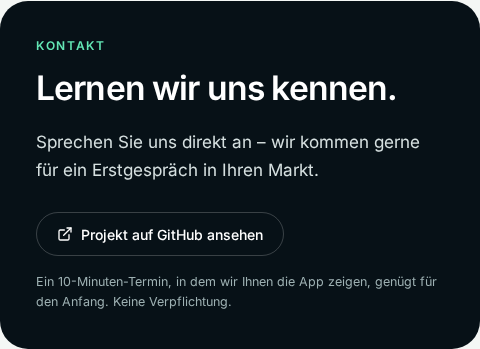 KONTAKT
Lernen wir uns kennen.
Sprechen Sie uns direkt an – wir kommen gerne
für ein Erstgespräch in Ihren Markt.
Projekt auf GitHub ansehen
Ein 10-Minuten-Termin, in dem wir Ihnen die App zeigen, genügt für
den Anfang. Keine Verpflichtung.